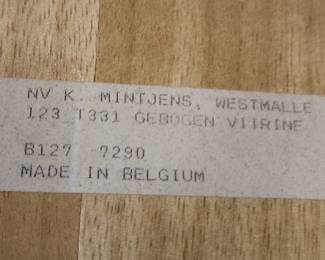 NV K. MINTJENS, WESTMALLE
123 T331 GEBOGEN VITRINE
B127 7290
MADE IN BELGIUM